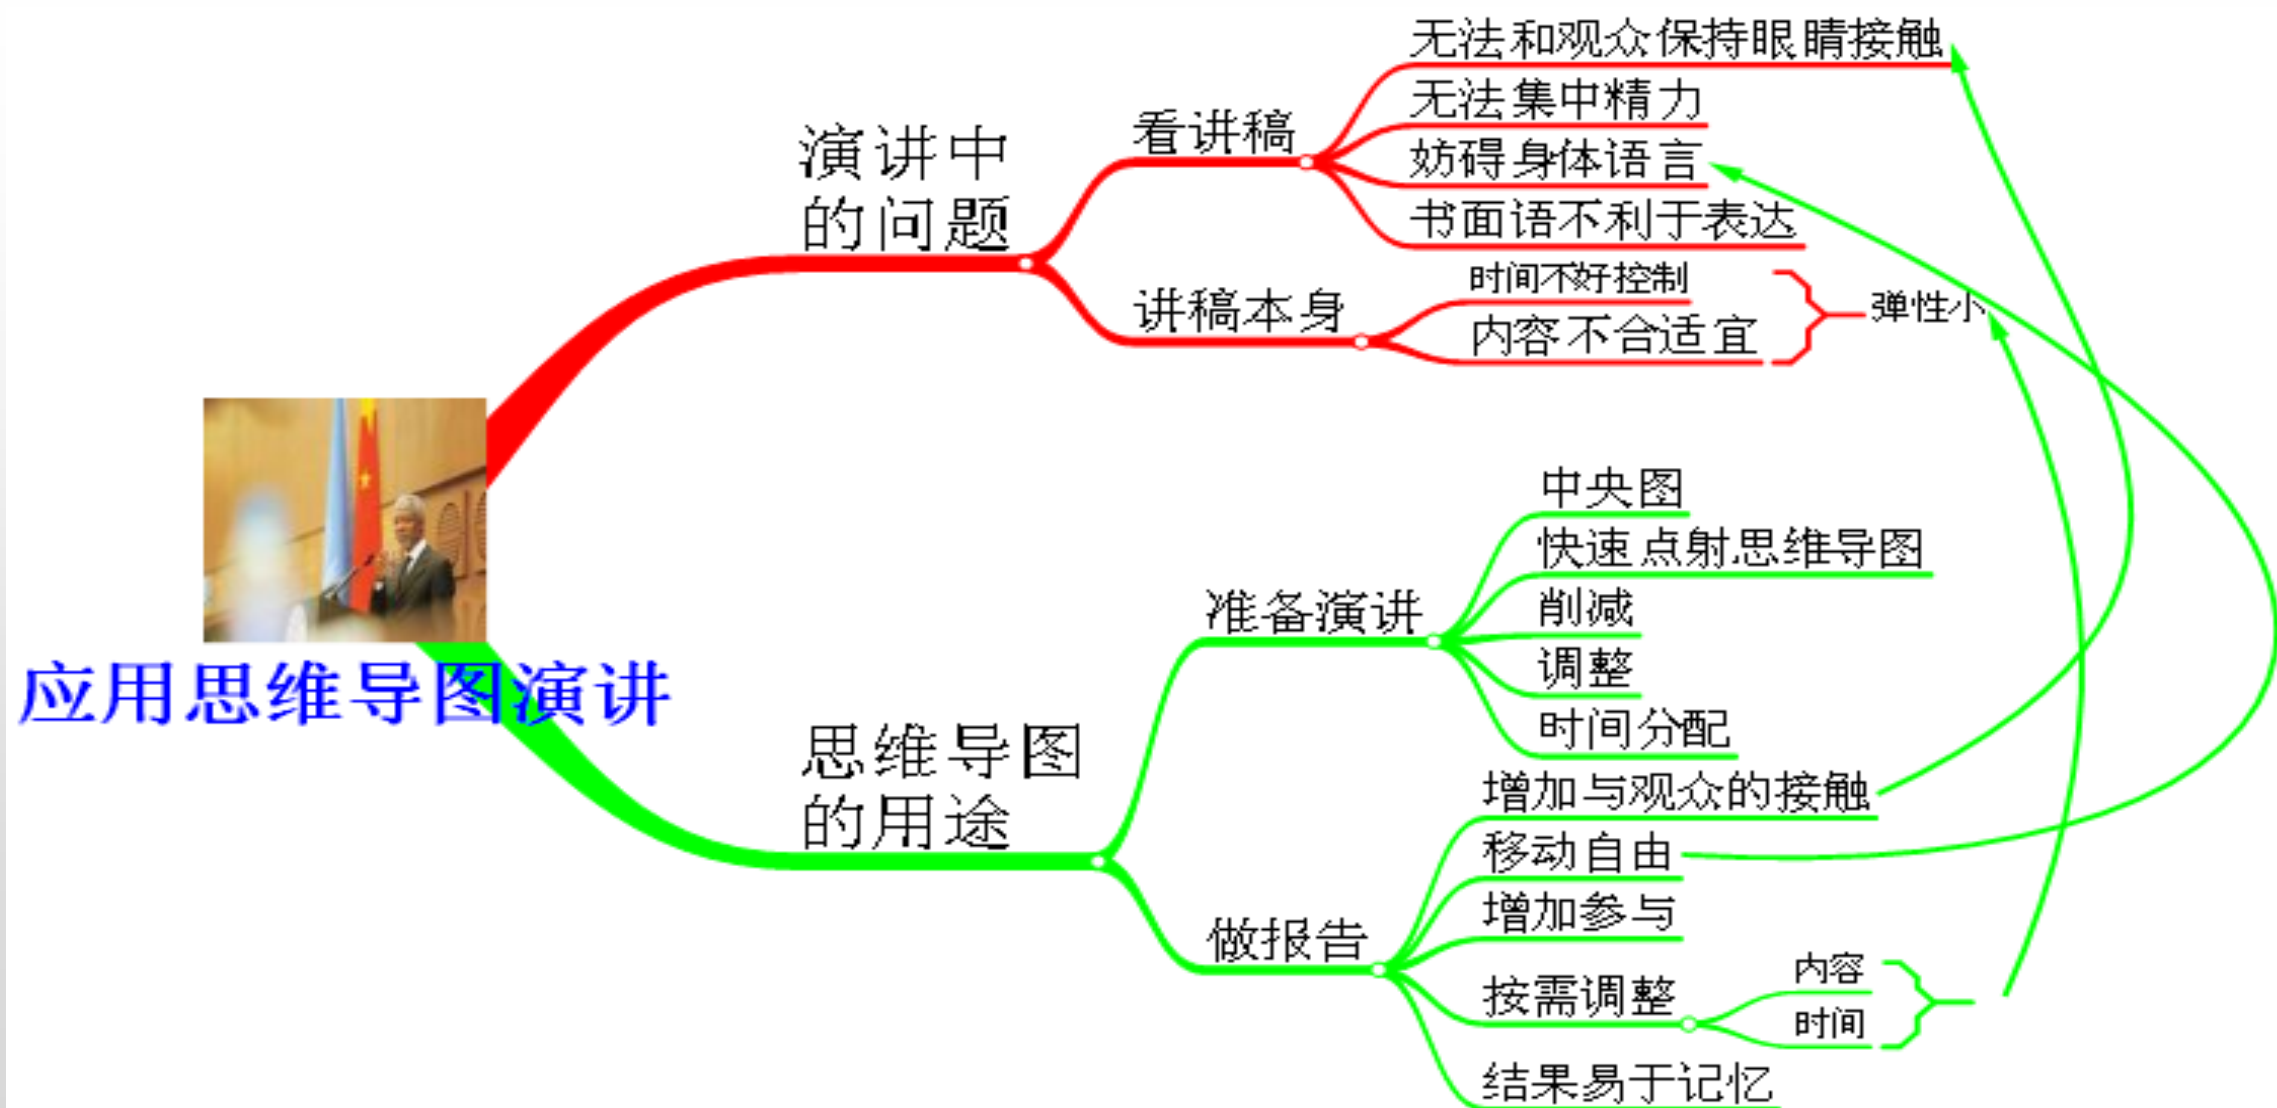 应用思维导图演讲
演讲中
的问题
看讲稿
无法和观众保持眼睛接触
无法集中精力
妨碍身体语言
书面语不利于表达
讲稿本身
时间不好控制
内容不合适宜
弹性小
思维导图
的用途
准备演讲
中央图
快速点射思维导图
削减
调整
时间分配
做报告
增加与观众的接触
移动自由
增加参与
按需调整
内容
时间
结果易于记忆